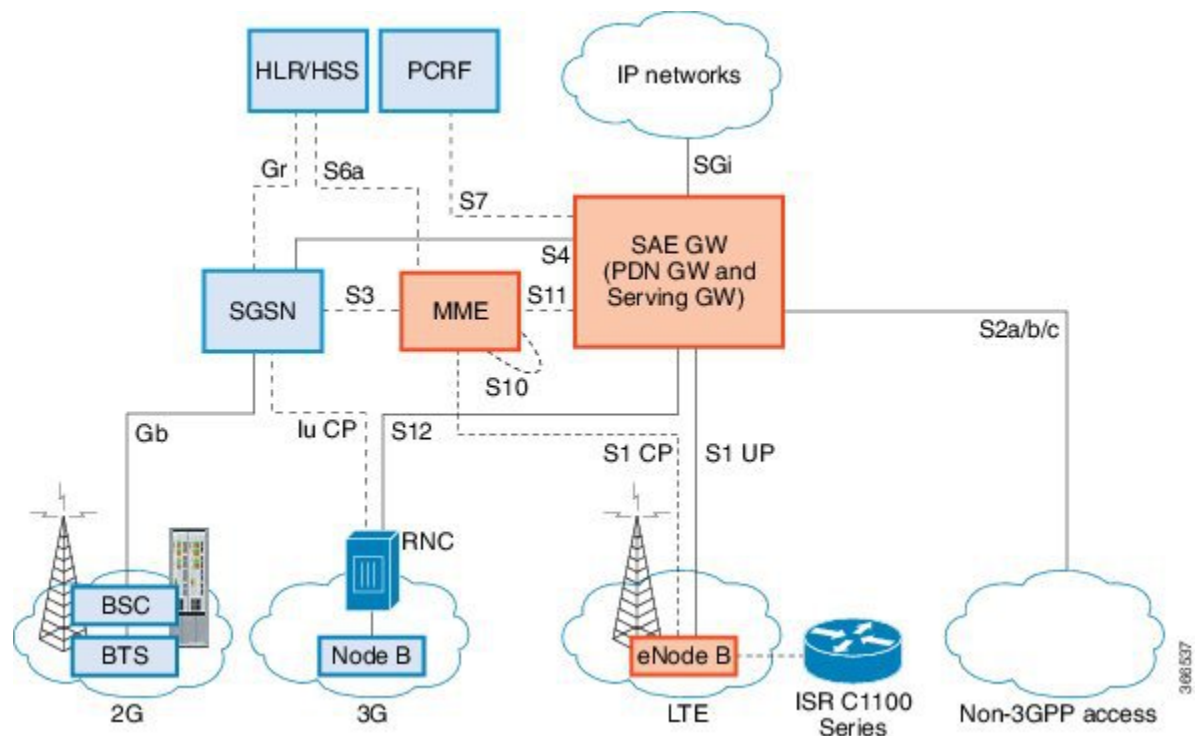 HLR/HSS
PCRF
IP networks
Gr
S6a
SGi
S7
S4
SAE GW
(PDN GW and
Serving GW)
SGSN
S3
MME
S11
S2a/b/c
S10
Gb
Iu CP
S12
S1 CP
S1 UP
RNC
BSC
BTS
Node B
eNode B
2G
3G
LTE
ISR C1100
Series
Non-3GPP access
366537